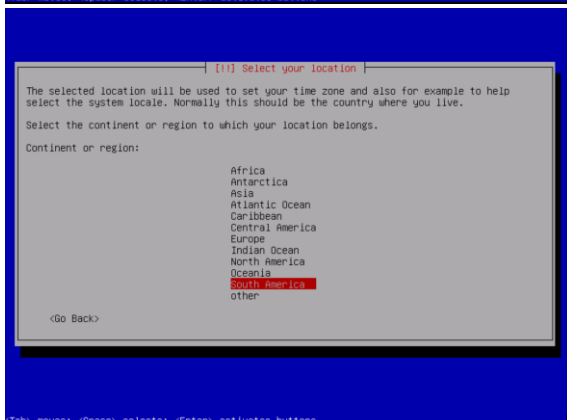 [!!] Select your location
The selected location will be used to set your time zone and also for example to help
select the system locale. Normally this should be the country where you live.
Select the continent or region to which your location belongs.
Continent or region:
Africa
Antarctica
Asia
Atlantic Ocean
Caribbean
Central America
Europe
Indian Ocean
North America
Oceania
South America
other
<Go Back>
<Tab> moves; <Space> selects; <Enter> activates buttons